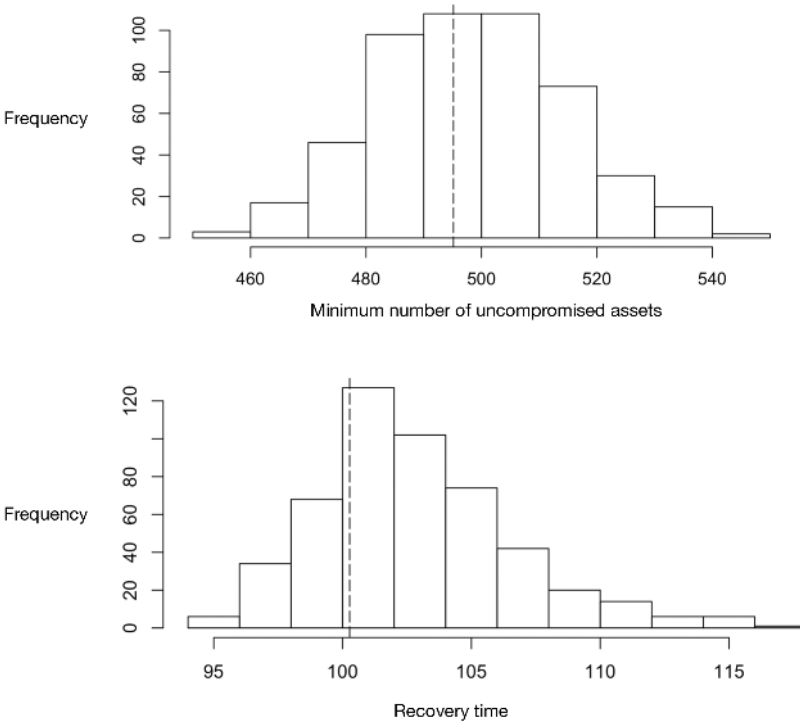 100
80
60
40
20
0
Frequency
460 480 500 520 540
Minimum number of uncompromised assets
120
80
60
40
20
0
Frequency
95 100 105 110 115
Recovery time